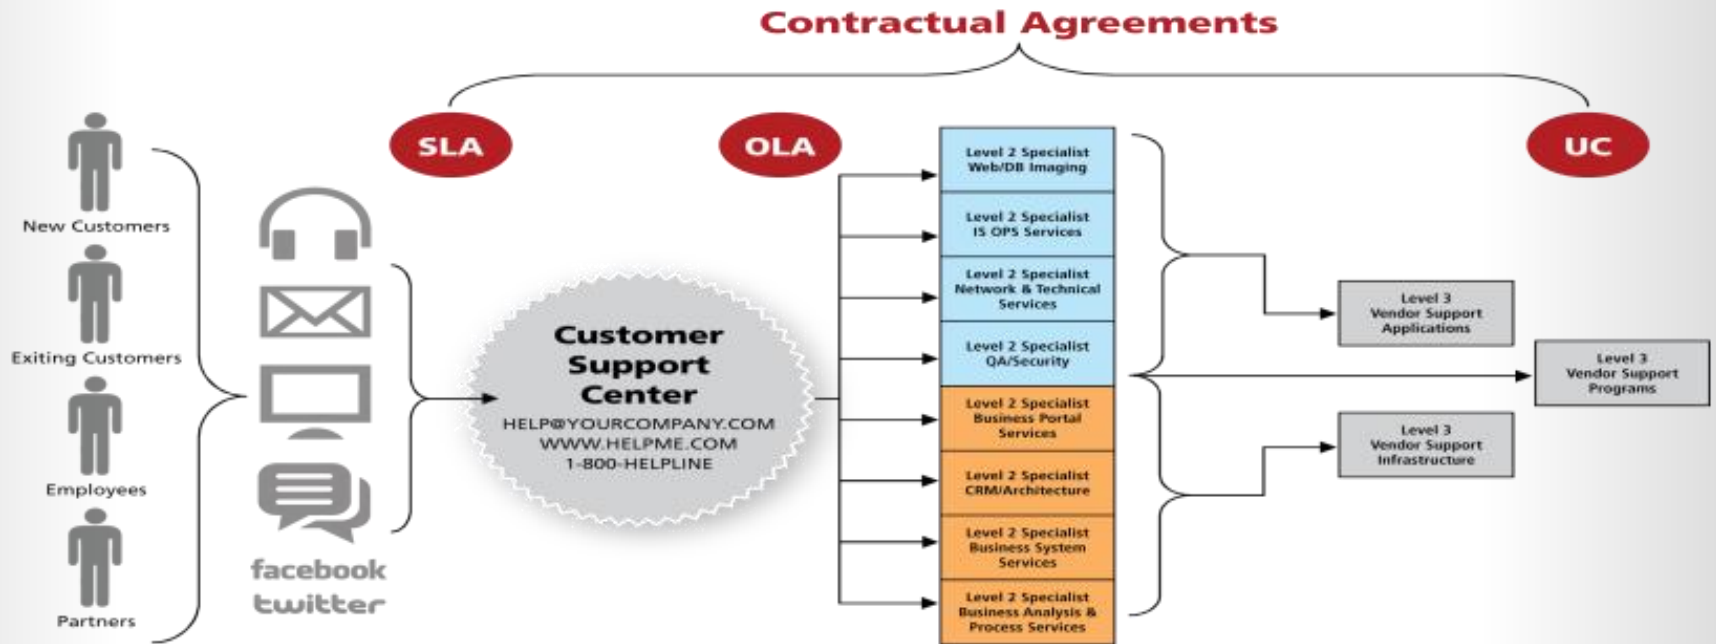 Contractual Agreements
SLA
OLA
UC
New Customers
Exiting Customers
Employees
Partners
facebook
twitter
Customer
Support
Center
HELP@YOURCOMPANY.COM
WWW.HELPME.COM
1-800-HELPLINE
Level 2 Specialist
Web/DB Imaging
Level 2 Specialist
IS OPS Services
Level 2 Specialist
Network & Technical
Services
Level 2 Specialist
QA/Security
Level 2 Specialist
Business Portal
Services
Level 2 Specialist
CRM/Architecture
Level 2 Specialist
Business System
Services
Level 2 Specialist
Business Analysis &
Process Services
Level 3
Vendor Support
Applications
Level 3
Vendor Support
Programs
Level 3
Vendor Support
Infrastructure